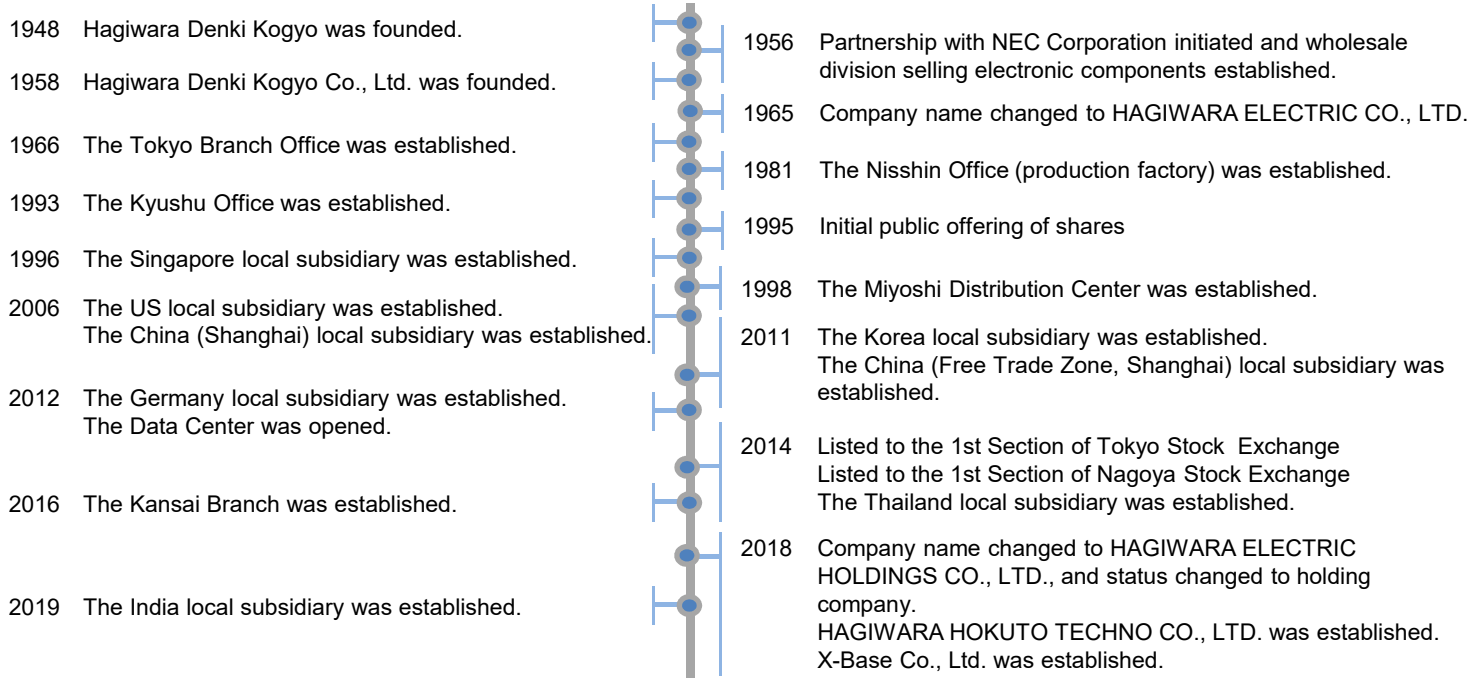 1948 Hagiwara Denki Kogyo was founded.
1956 Partnership with NEC Corporation initiated and wholesale
division selling electronic components established.
1958 Hagiwara Denki Kogyo Co., Ltd. was founded.
1965 Company name changed to HAGIWARA ELECTRIC CO., LTD.
1966 The Tokyo Branch Office was established.
1981 The Nisshin Office (production factory) was established.
1993 The Kyushu Office was established.
1995 Initial public offering of shares
1996 The Singapore local subsidiary was established.
1998 The Miyoshi Distribution Center was established.
2006 The US local subsidiary was established.
The China (Shanghai) local subsidiary was established.
2011 The Korea local subsidiary was established.
The China (Free Trade Zone, Shanghai) local subsidiary was
established.
2012 The Germany local subsidiary was established.
The Data Center was opened.
2014 Listed to the 1st Section of Tokyo Stock Exchange
Listed to the 1st Section of Nagoya Stock Exchange
The Thailand local subsidiary was established.
2016 The Kansai Branch was established.
2018 Company name changed to HAGIWARA ELECTRIC
HOLDINGS CO., LTD., and status changed to holding
company.
HAGIWARA HOKUTO TECHNO CO., LTD. was established.
X-Base Co., Ltd. was established.
2019 The India local subsidiary was established.